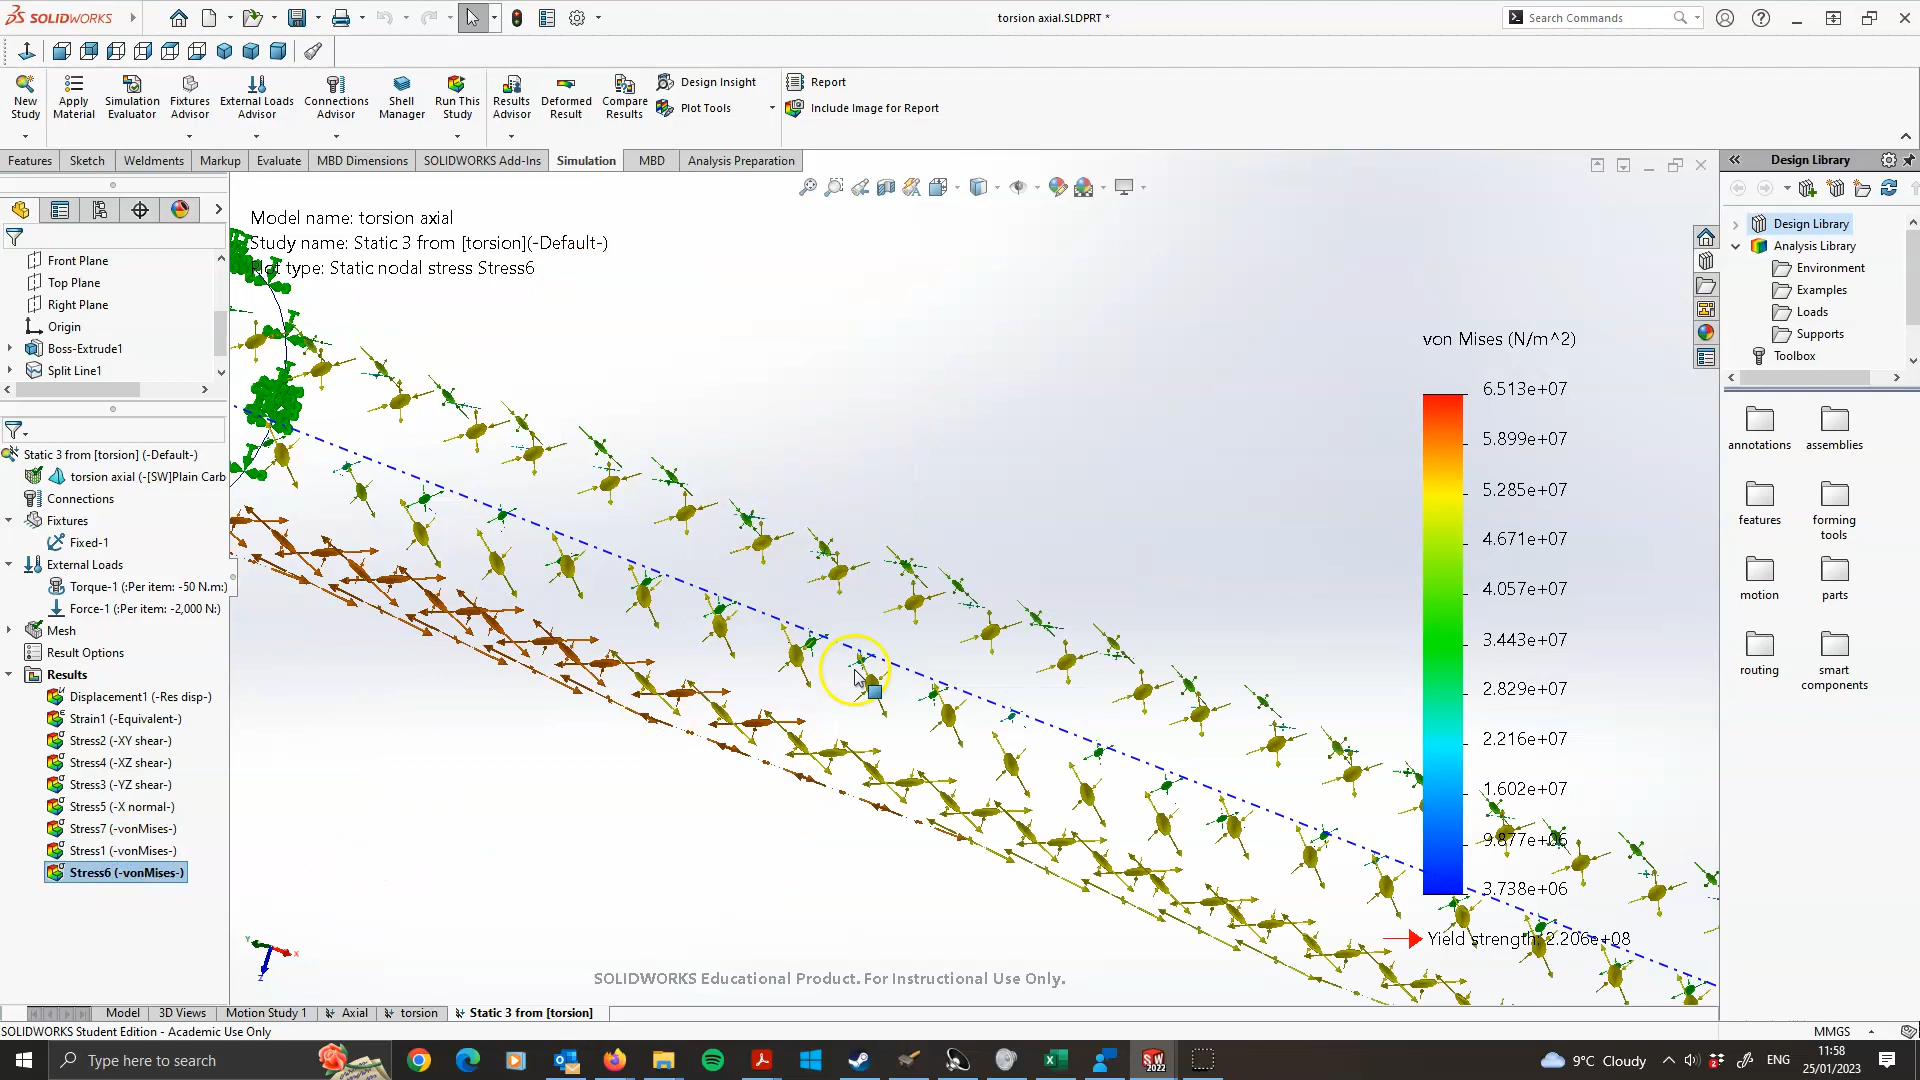 SOLIDWORKS
torsion axial.SLDPRT *
Search Commands
New Study
Apply Material
Simulation Evaluator
Fixtures Advisor
External Loads Advisor
Connections Advisor
Shell Manager
Run This Study
Results Advisor
Deformed Result
Compare Results
Design Insight
Plot Tools
Report
Include Image for Report
Features
Sketch
Weldments
Markup
Evaluate
MBD Dimensions
SOLIDWORKS Add-Ins
Simulation
MBD
Analysis Preparation
Front Plane
Top Plane
Right Plane
Origin
Boss-Extrude1
Split Line1
Static 3 from [torsion] (-Default-)
torsion axial (-[SW]Plain Carb
Connections
Fixtures
Fixed-1
External Loads
Torque-1 (:Per item: -50 N.m:)
Force-1 (:Per item: -2,000 N:)
Mesh
Result Options
Results
Displacement1 (-Res disp-)
Strain1 (-Equivalent-)
Stress2 (-XY shear-)
Stress4 (-XZ shear-)
Stress3 (-YZ shear-)
Stress5 (-X normal-)
Stress7 (-vonMises-)
Stress1 (-vonMises-)
Stress6 (-vonMises-)
Model name: torsion axial
Study name: Static 3 from [torsion](-Default-)
Plot type: Static nodal stress Stress6
von Mises (N/m^2)
6.513e+07
5.899e+07
5.285e+07
4.671e+07
4.057e+07
3.443e+07
2.829e+07
2.216e+07
1.602e+07
9.877e+06
3.738e+06
Yield strength: 2.206e+08
Y
X
Z
SOLIDWORKS Educational Product. For Instructional Use Only.
Design Library
Design Library
Analysis Library
Environment
Examples
Loads
Supports
Toolbox
annotations
assemblies
features
forming tools
motion
parts
routing
smart components
Model
3D Views
Motion Study 1
Axial
torsion
Static 3 from [torsion]
SOLIDWORKS Student Edition - Academic Use Only
MMGS
Type here to search
SW 2022
9°C Cloudy
ENG
11:58
25/01/2023